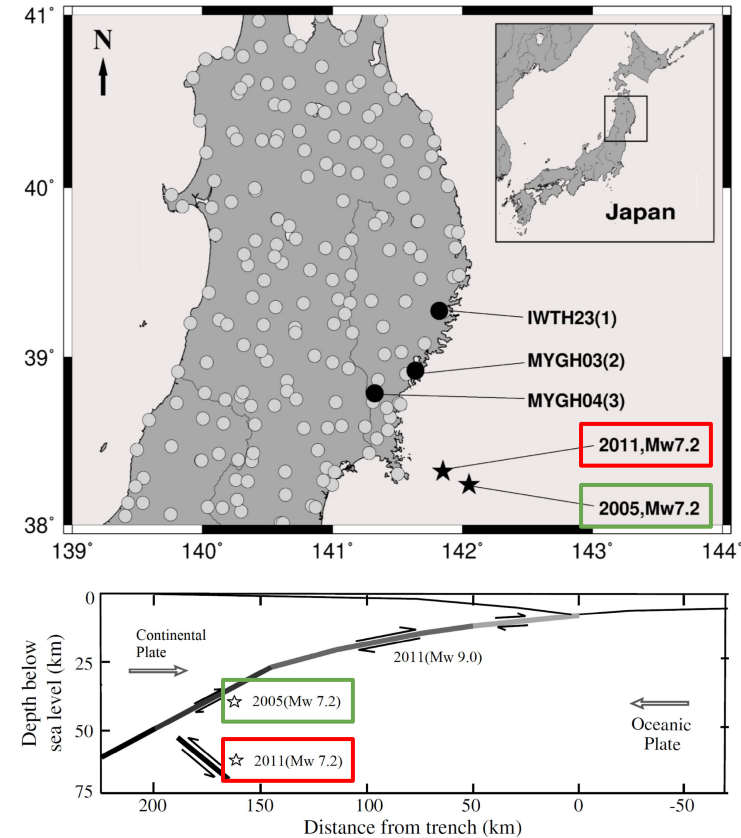 41°
N
Japan
40°
IWTH23(1)
39°
MYGH03(2)
MYGH04(3)
2011,Mw7.2
2005,Mw7.2
38°
139° 140° 141° 142° 143° 144°
0
Continental
Plate
2011(Mw 9.0)
25
2005(Mw 7.2)
Depth below
sea level (km)
50
Oceanic
Plate
2011(Mw 7.2)
75
200 150 100 50 0 -50
Distance from trench (km)